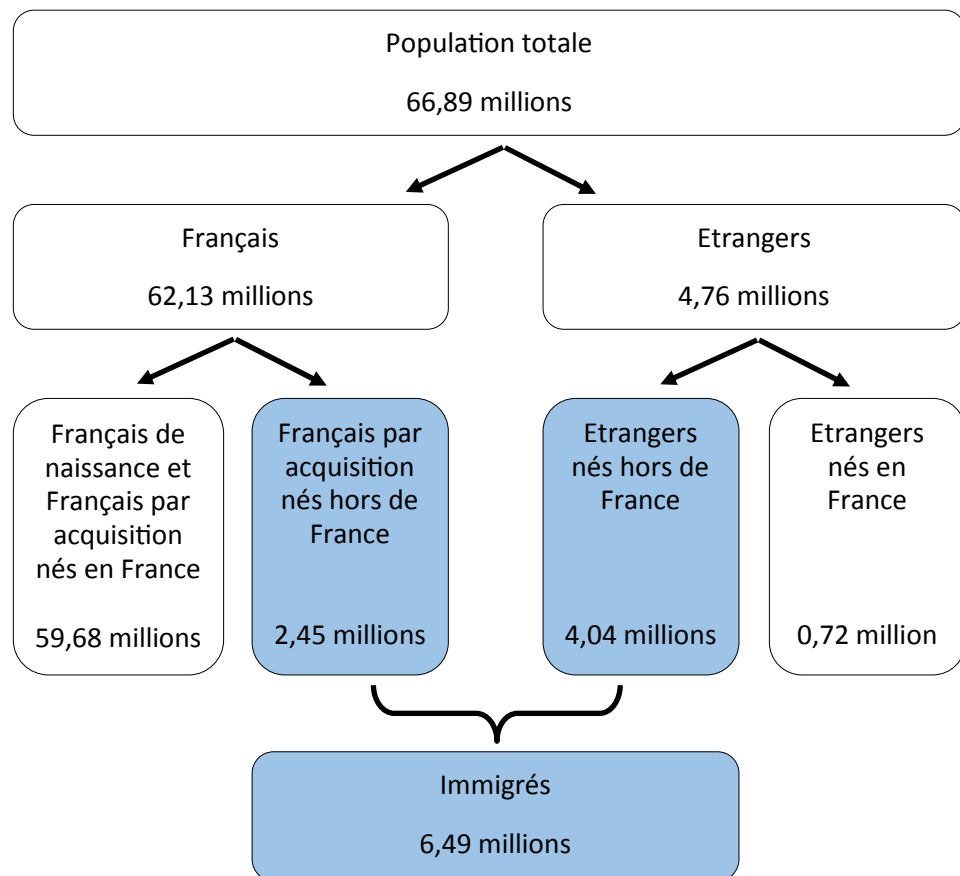 Population totale
66,89 millions
Français
62,13 millions
Etrangers
4,76 millions
Français de
naissance et
Français par
acquisition
nés en France
59,68 millions
Français par
acquisition
nés hors de
France
2,45 millions
Etrangers
nés hors de
France
4,04 millions
Etrangers
nés en
France
0,72 million
Immigrés
6,49 millions